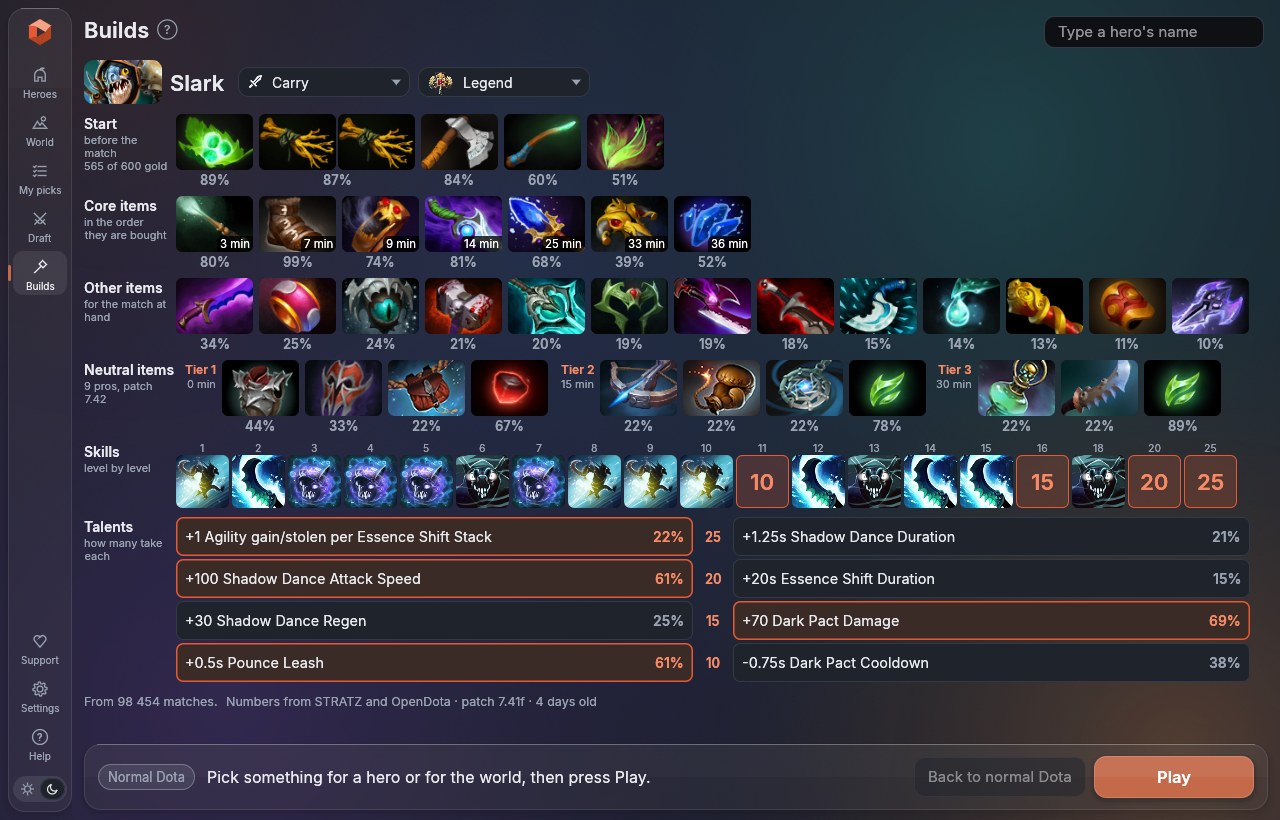 Builds ?
Type a hero's name
Heroes
World
My picks
Draft
Builds
Support
Settings
Help
Slark
Carry
Legend
Start
before the
match
565 of 600 gold
89% 87% 84% 60% 51%
Core items
in the order
they are bought
3 min 7 min 9 min 14 min 25 min 33 min 36 min
80% 99% 74% 81% 68% 39% 52%
Other items
for the match at
hand
34% 25% 24% 21% 20% 19% 19% 18% 15% 14% 13% 11% 10%
Neutral items
9 pros, patch
7.42
Tier 1
0 min
44% 33% 22% 67%
Tier 2
15 min
22% 22% 22% 78%
Tier 3
30 min
22% 22% 89%
Skills
level by level
1 2 3 4 5 6 7 8 9 10 11 12 13 14 15 16 18 20 25
10 15 20 25
Talents
how many take
each
+1 Agility gain/stolen per Essence Shift Stack 22% 25 +1.25s Shadow Dance Duration 21%
+100 Shadow Dance Attack Speed 61% 20 +20s Essence Shift Duration 15%
+30 Shadow Dance Regen 25% 15 +70 Dark Pact Damage 69%
+0.5s Pounce Leash 61% 10 -0.75s Dark Pact Cooldown 38%
From 98 454 matches. Numbers from STRATZ and OpenDota · patch 7.41f · 4 days old
Normal Dota
Pick something for a hero or for the world, then press Play.
Back to normal Dota
Play